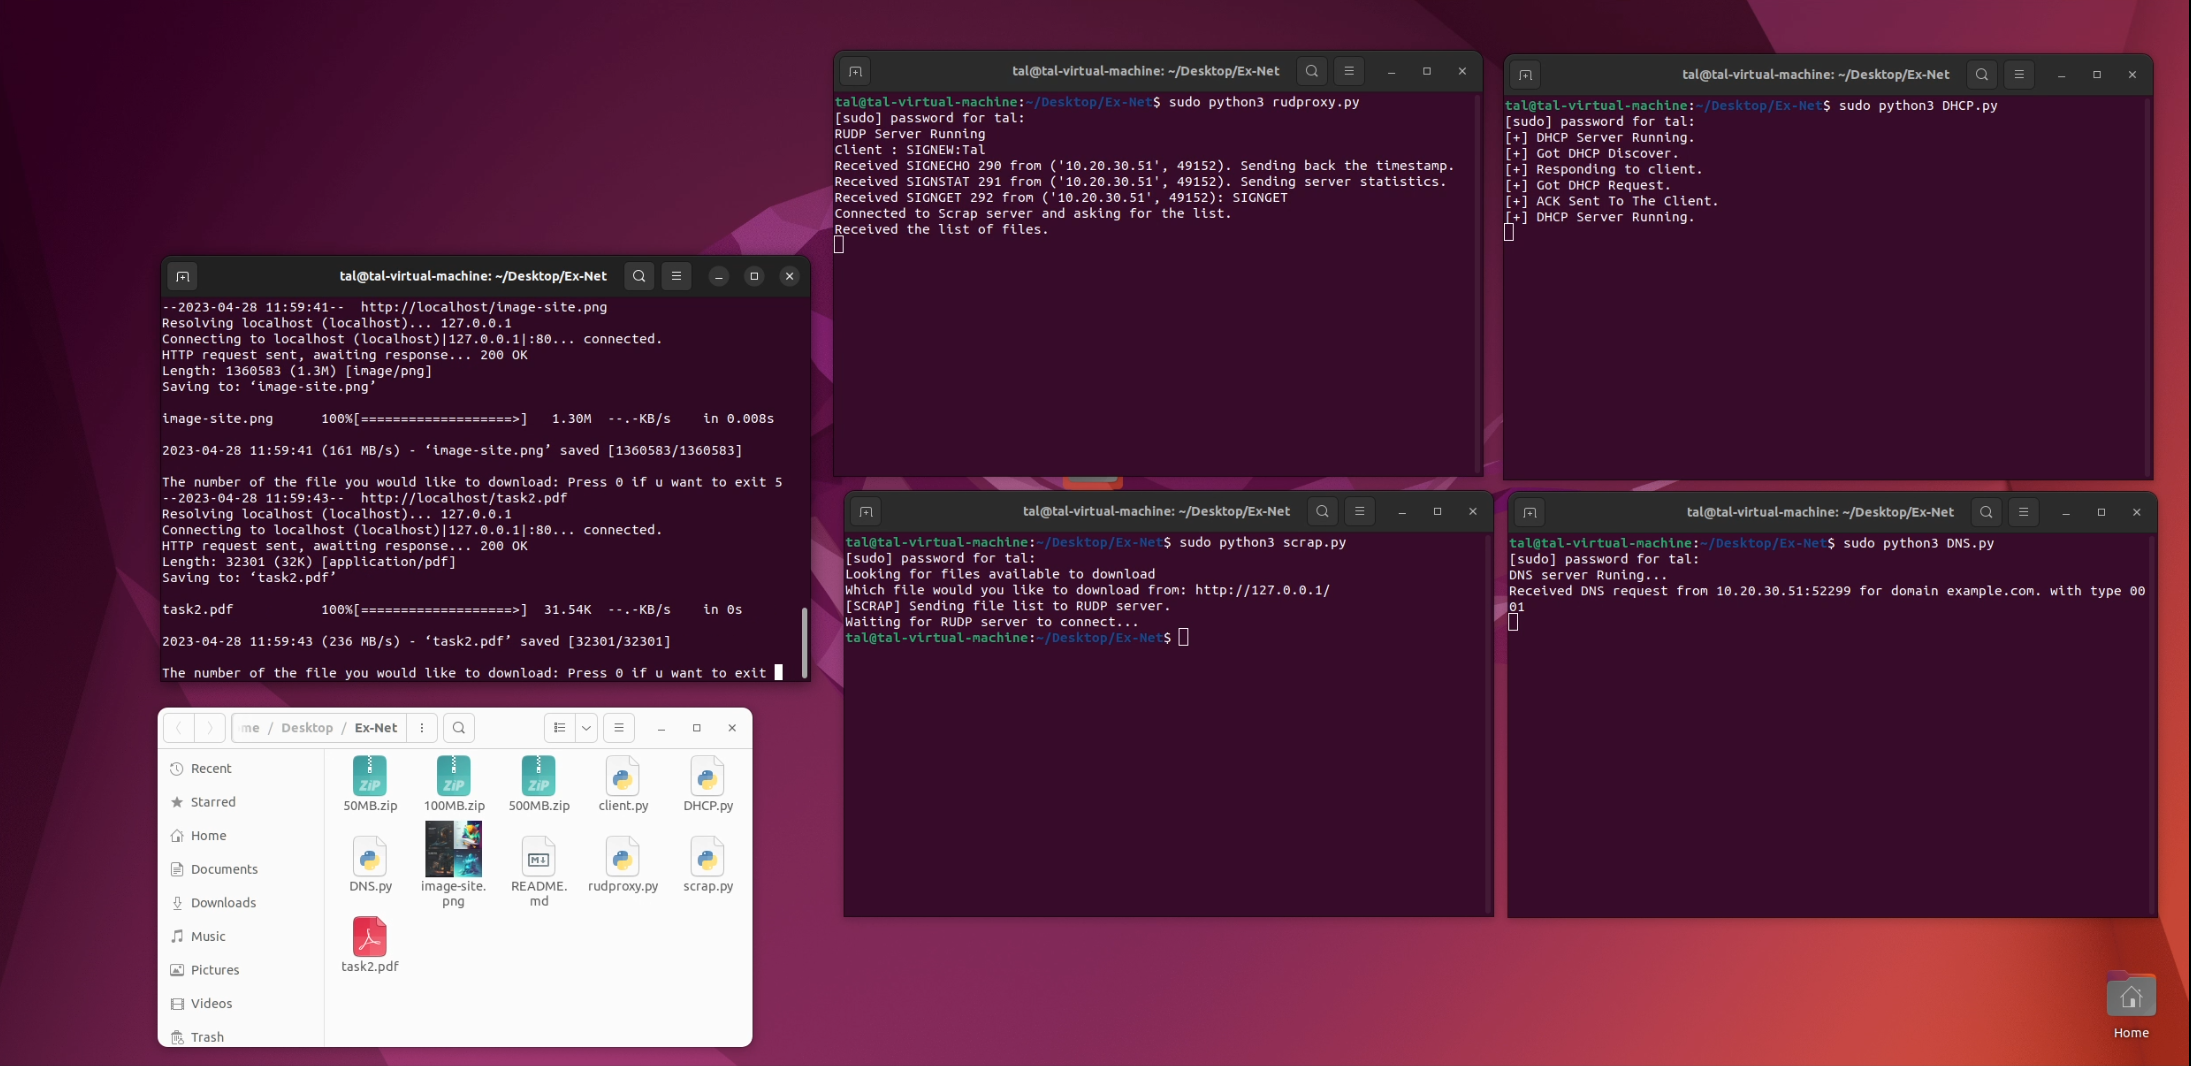 tal@tal-virtual-machine: ~/Desktop/Ex-Net
tal@tal-virtual-machine:~/Desktop/Ex-Net$ sudo python3 rudproxy.py
[sudo] password for tal:
RUDP Server Running
Client : SIGNEW:Tal
Received SIGNECHO 290 from ('10.20.30.51', 49152). Sending back the timestamp.
Received SIGNSTAT 291 from ('10.20.30.51', 49152). Sending server statistics.
Received SIGNGET 292 from ('10.20.30.51', 49152): SIGNGET
Connected to Scrap server and asking for the list.
Received the list of files.
tal@tal-virtual-machine: ~/Desktop/Ex-Net
tal@tal-virtual-machine:~/Desktop/Ex-Net$ sudo python3 DHCP.py
[sudo] password for tal:
[+] DHCP Server Running.
[+] Got DHCP Discover.
[+] Responding to client.
[+] Got DHCP Request.
[+] ACK Sent To The Client.
[+] DHCP Server Running.
tal@tal-virtual-machine: ~/Desktop/Ex-Net
--2023-04-28 11:59:41--  http://localhost/image-site.png
Resolving localhost (localhost)... 127.0.0.1
Connecting to localhost (localhost)|127.0.0.1|:80... connected.
HTTP request sent, awaiting response... 200 OK
Length: 1360583 (1.3M) [image/png]
Saving to: ‘image-site.png’
image-site.png      100%[===================>]   1.30M  --.-KB/s    in 0.008s
2023-04-28 11:59:41 (161 MB/s) - ‘image-site.png’ saved [1360583/1360583]
The number of the file you would like to download: Press 0 if u want to exit 5
--2023-04-28 11:59:43--  http://localhost/task2.pdf
Resolving localhost (localhost)... 127.0.0.1
Connecting to localhost (localhost)|127.0.0.1|:80... connected.
HTTP request sent, awaiting response... 200 OK
Length: 32301 (32K) [application/pdf]
Saving to: ‘task2.pdf’
task2.pdf           100%[===================>]  31.54K  --.-KB/s    in 0s
2023-04-28 11:59:43 (236 MB/s) - ‘task2.pdf’ saved [32301/32301]
The number of the file you would like to download: Press 0 if u want to exit
tal@tal-virtual-machine: ~/Desktop/Ex-Net
tal@tal-virtual-machine:~/Desktop/Ex-Net$ sudo python3 scrap.py
[sudo] password for tal:
Looking for files available to download
Which file would you like to download from: http://127.0.0.1/
[SCRAP] Sending file list to RUDP server.
Waiting for RUDP server to connect...
tal@tal-virtual-machine:~/Desktop/Ex-Net$
tal@tal-virtual-machine: ~/Desktop/Ex-Net
tal@tal-virtual-machine:~/Desktop/Ex-Net$ sudo python3 DNS.py
[sudo] password for tal:
DNS server Runing...
Received DNS request from 10.20.30.51:52299 for domain example.com. with type 00
01
me / Desktop / Ex-Net
Recent
Starred
Home
Documents
Downloads
Music
Pictures
Videos
Trash
ZiP ZiP ZiP
50MB.zip 100MB.zip 500MB.zip client.py DHCP.py
M↓
DNS.py image-site. README. rudproxy.py scrap.py
png md
task2.pdf
Home